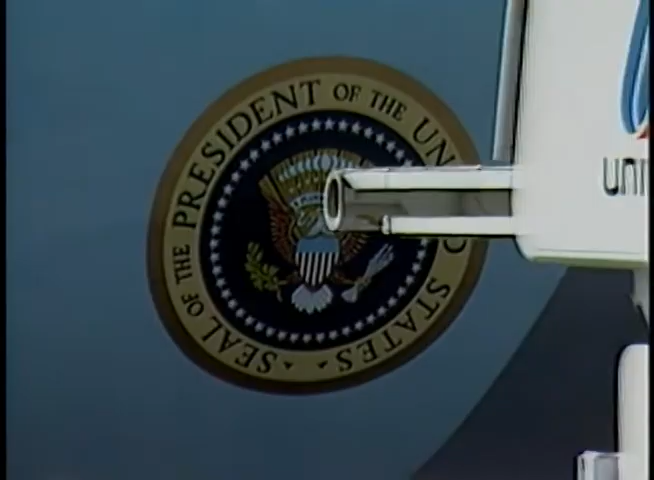 SEAL OF THE PRESIDENT OF THE UN
D STATES
UNI